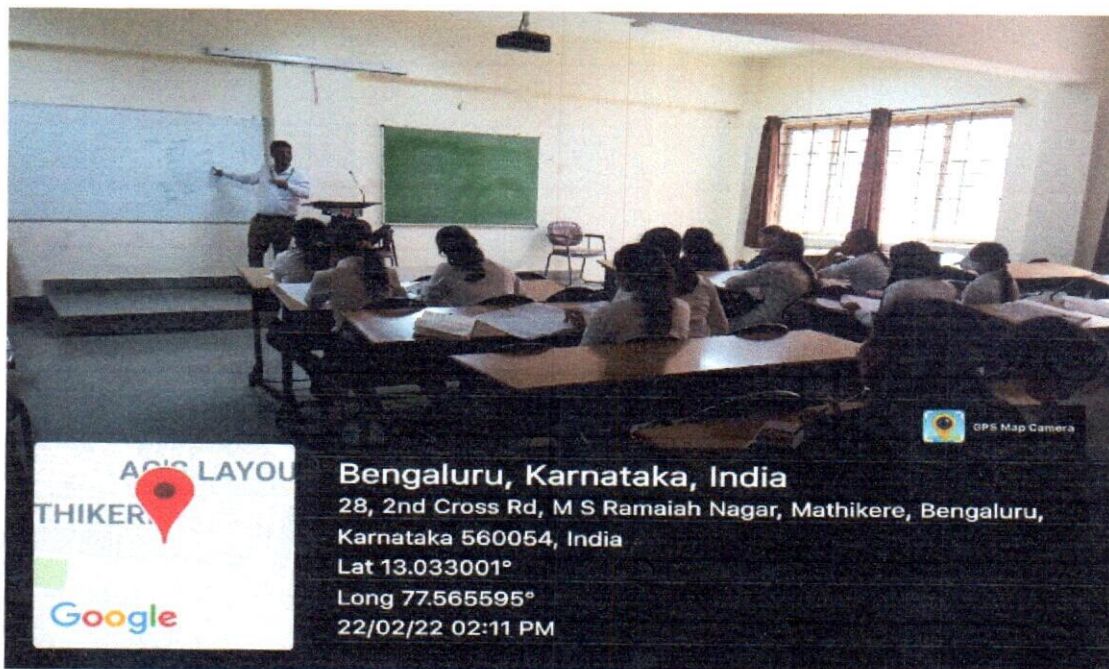 GPS Map Camera
AG'S LAYOU
THIKER
Google
Bengaluru, Karnataka, India
28, 2nd Cross Rd, M S Ramaiah Nagar, Mathikere, Bengaluru,
Karnataka 560054, India
Lat 13.033001°
Long 77.565595°
22/02/22 02:11 PM